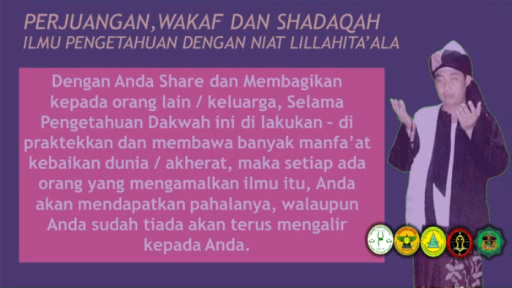 PERJUANGAN,WAKAF DAN SHADAQAH
ILMU PENGETAHUAN DENGAN NIAT LILLAHITA’ALA
Dengan Anda Share dan Membagikan
kepada orang lain / keluarga, Selama
Pengetahuan Dakwah ini di lakukan – di
praktekkan dan membawa banyak manfa’at
kebaikan dunia / akherat, maka setiap ada
orang yang mengamalkan ilmu itu, Anda
akan mendapatkan pahalanya, walaupun
Anda sudah tiada akan terus mengalir
kepada Anda.